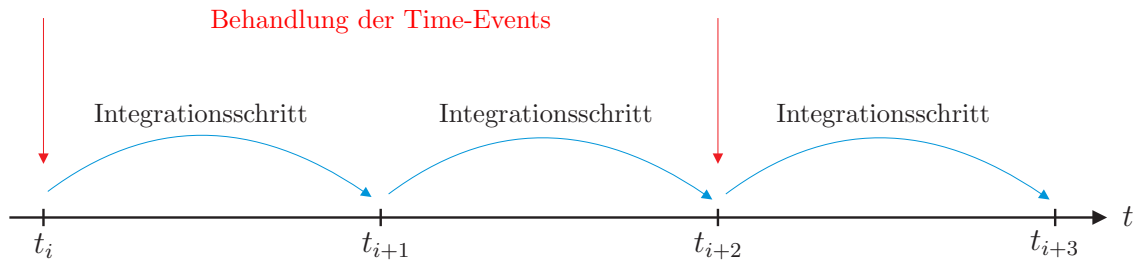 Behandlung der Time-Events
Integrationsschritt Integrationsschritt Integrationsschritt
t
t_i t_{i+1} t_{i+2} t_{i+3}